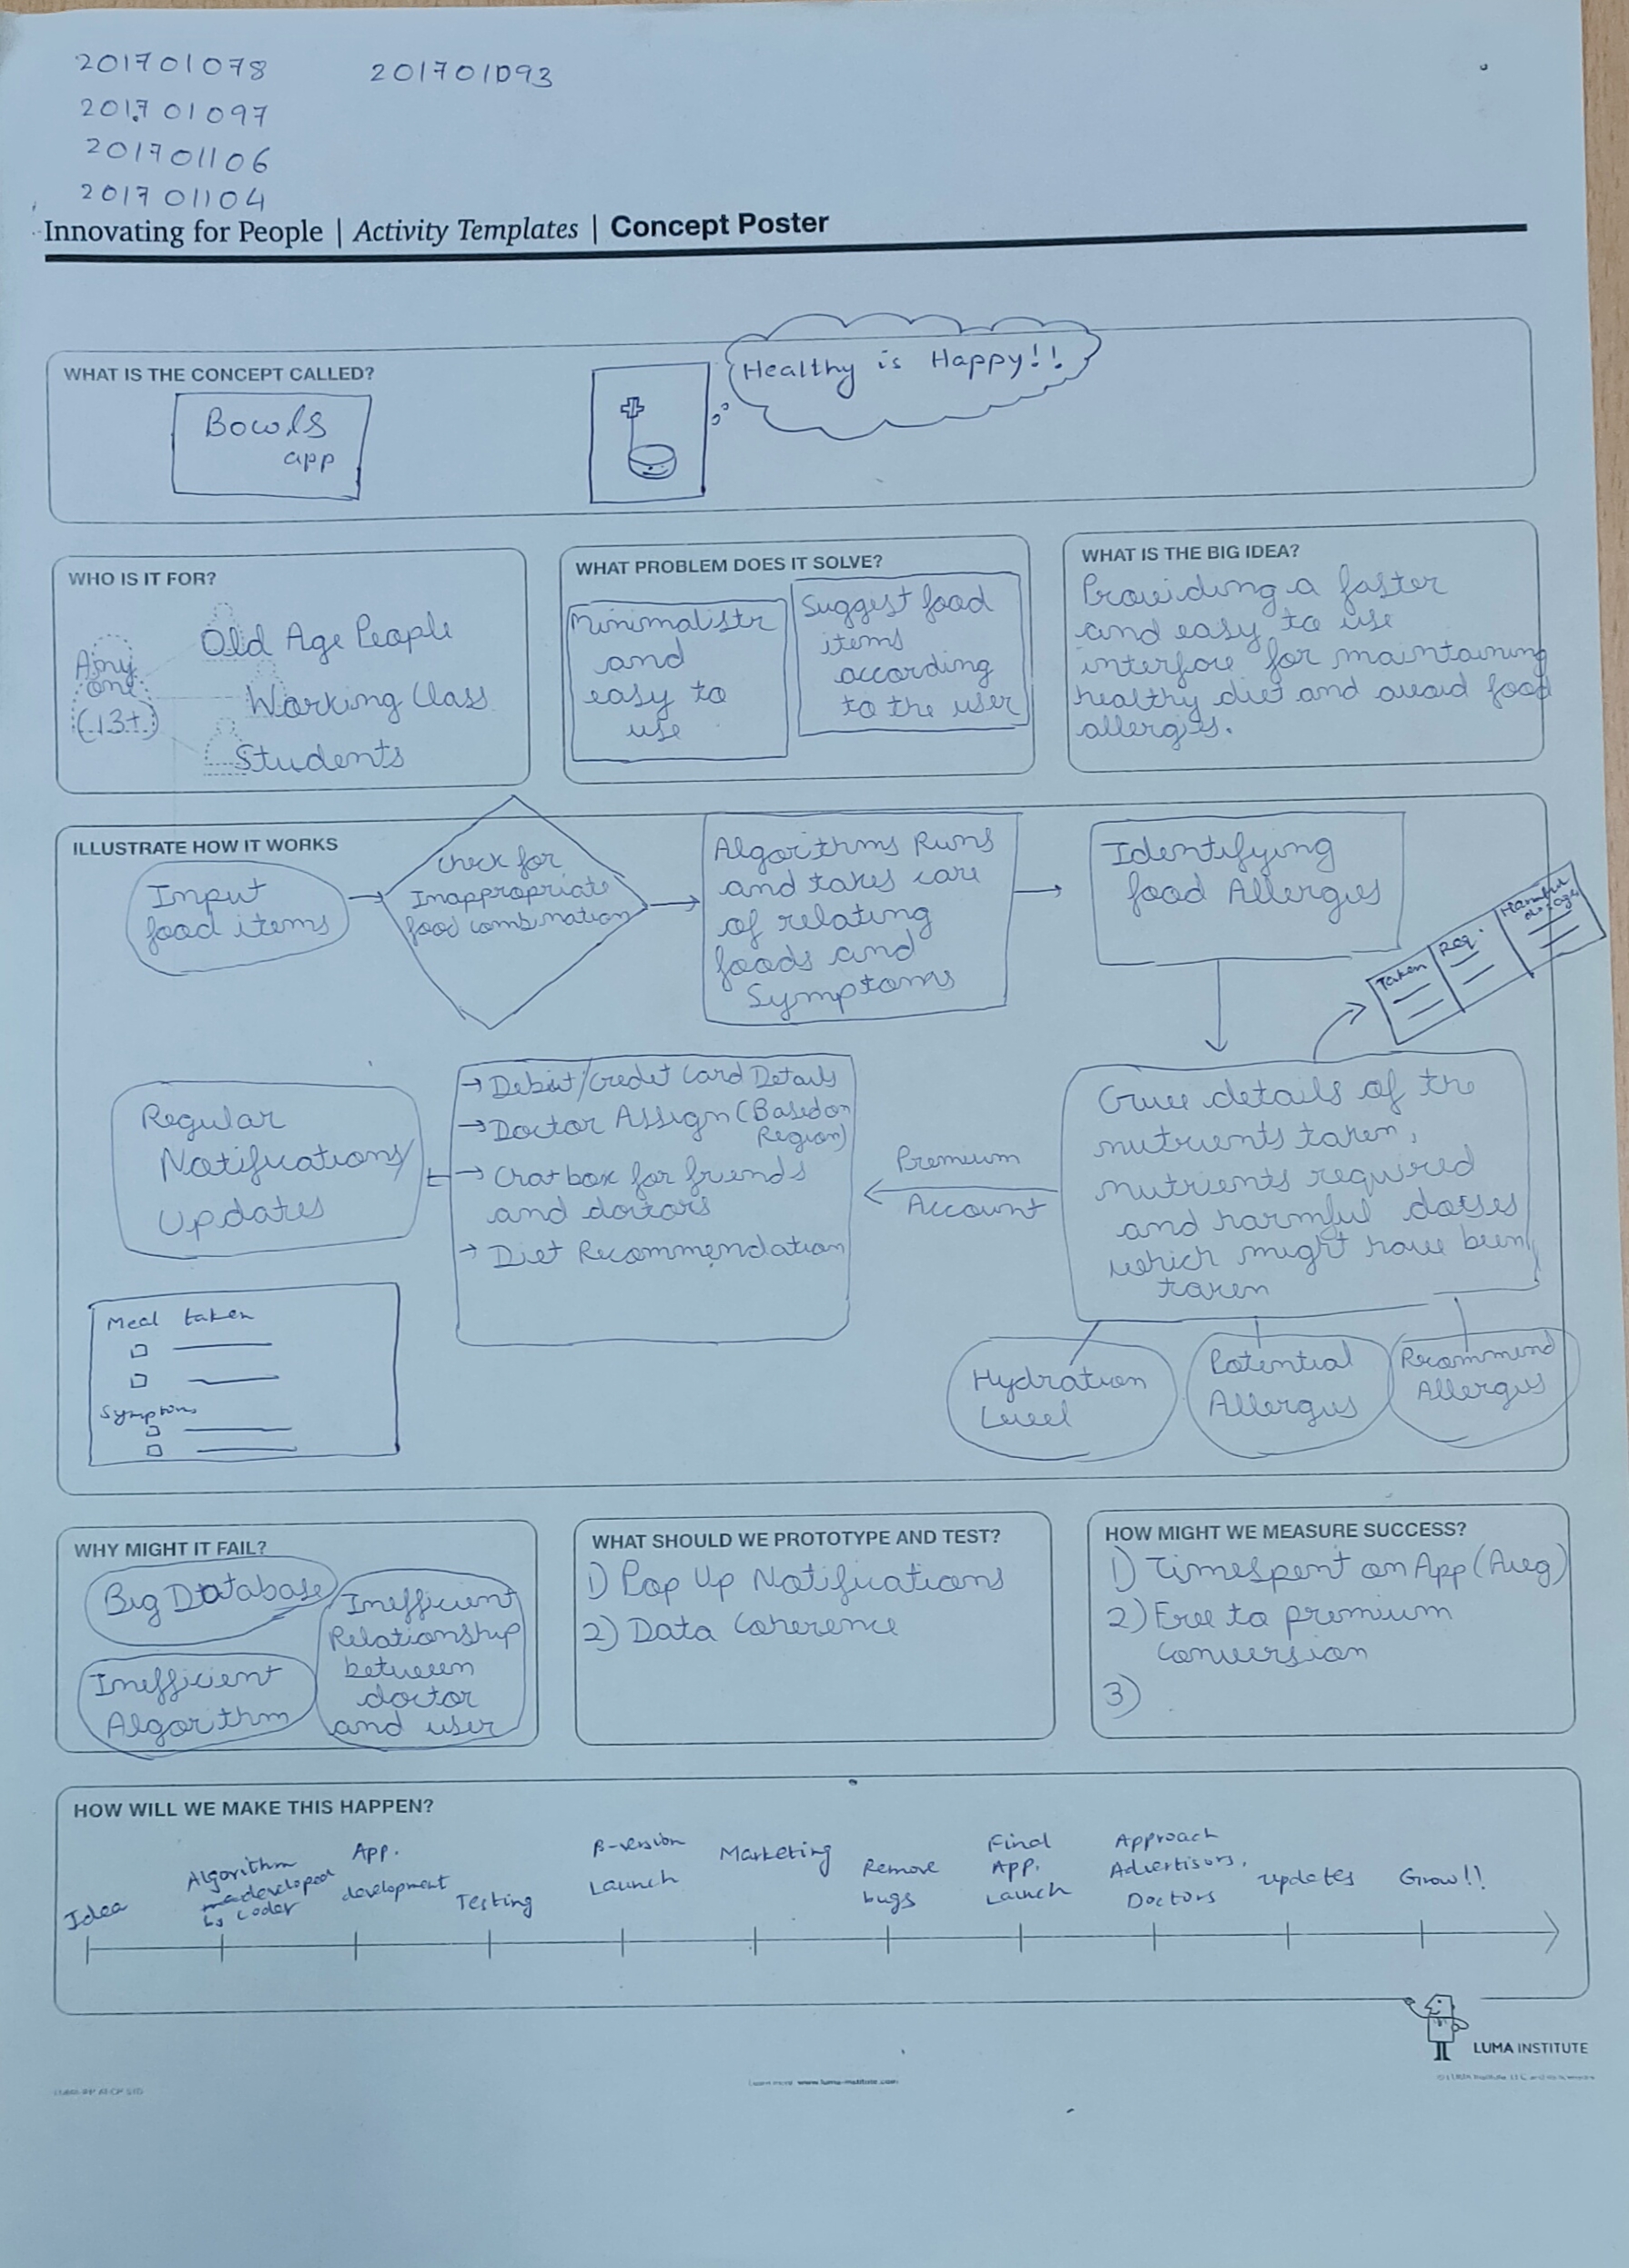 201701078
201701093
201701097
201701106
201701104
Innovating for People | Activity Templates | Concept Poster
WHAT IS THE CONCEPT CALLED?
Bowls
app
Healthy is Happy!!
WHO IS IT FOR?
Any
one
(13+)
Old Age People
Working Class
Students
WHAT PROBLEM DOES IT SOLVE?
and
easy to
use
Suggest food
items
according
to the user
WHAT IS THE BIG IDEA?
Providing a faster
and easy to use
interface for maintaining
healthy diet and avoid food
allergies.
ILLUSTRATE HOW IT WORKS
Input
food items
Check for
Inappropriate
food combination
Algorithms Runs
and takes care
of relating
foods and
Symptoms
Identifying
food Allergies
Taken
Req.
Harmful
Give details of the
nutrients taken,
nutrients required
and harmful doses
which might have been
taken
Hydration
Level
Potential
Allergies
Recommend
Allergies
Premium
Account
→ Debit/Credit Card Details
→ Doctor Assign (Based on
Region)
→ Chatbox for friends
and doctors
→ Diet Recommendation
Regular
Notifications/
Updates
Meal taken
Symptoms
WHY MIGHT IT FAIL?
Big Database
Inefficient
Algorithm
Inefficient
Relationship
between
doctor
and user
WHAT SHOULD WE PROTOTYPE AND TEST?
1) Pop Up Notifications
2) Data Coherence
HOW MIGHT WE MEASURE SUCCESS?
1) Timespent on App (Avg)
2) Free to premium
conversion
3)
HOW WILL WE MAKE THIS HAPPEN?
Idea
Algorithm
developed
by coder
App.
development
Testing
β-version
Launch
Marketing
Remove
bugs
Final
App.
Launch
Approach
Advertisors,
Doctors
updates
Grow!!
LUMA INSTITUTE
Learn more www.luma-institute.com